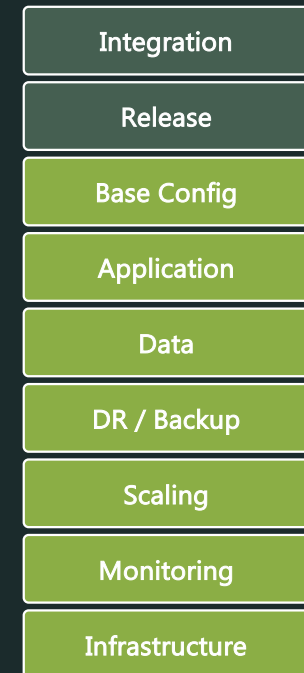 Integration
Release
Base Config
Application
Data
DR / Backup
Scaling
Monitoring
Infrastructure